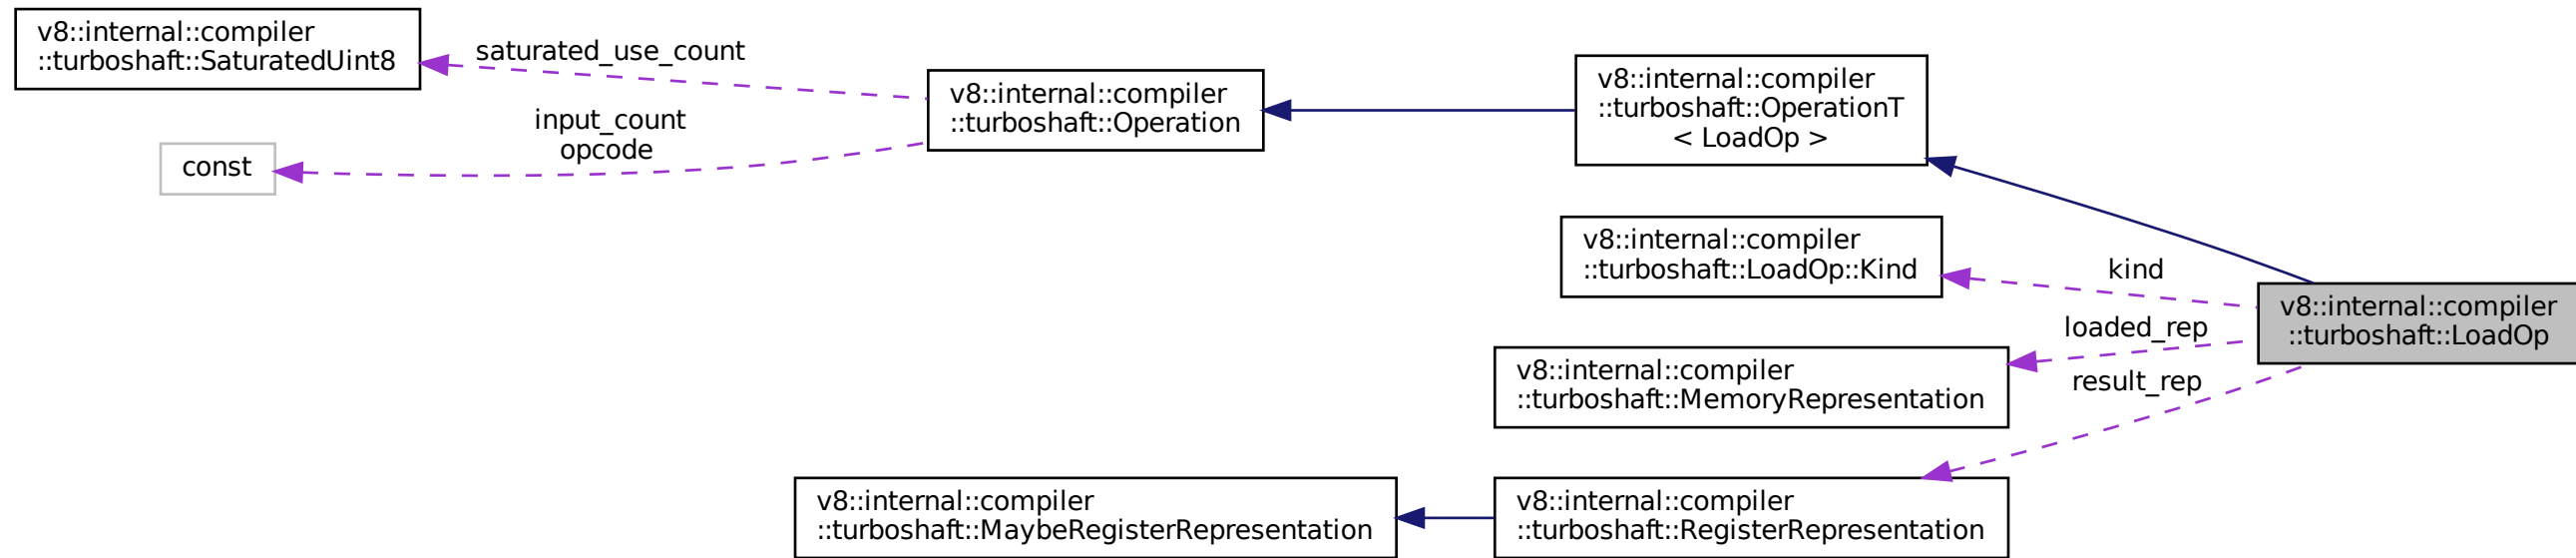 v8::internal::compiler
::turboshaft::SaturatedUint8
saturated_use_count
input_count
opcode
const
v8::internal::compiler
::turboshaft::Operation
v8::internal::compiler
::turboshaft::OperationT
< LoadOp >
v8::internal::compiler
::turboshaft::LoadOp::Kind
kind
loaded_rep
result_rep
v8::internal::compiler
::turboshaft::LoadOp
v8::internal::compiler
::turboshaft::MemoryRepresentation
v8::internal::compiler
::turboshaft::MaybeRegisterRepresentation
v8::internal::compiler
::turboshaft::RegisterRepresentation